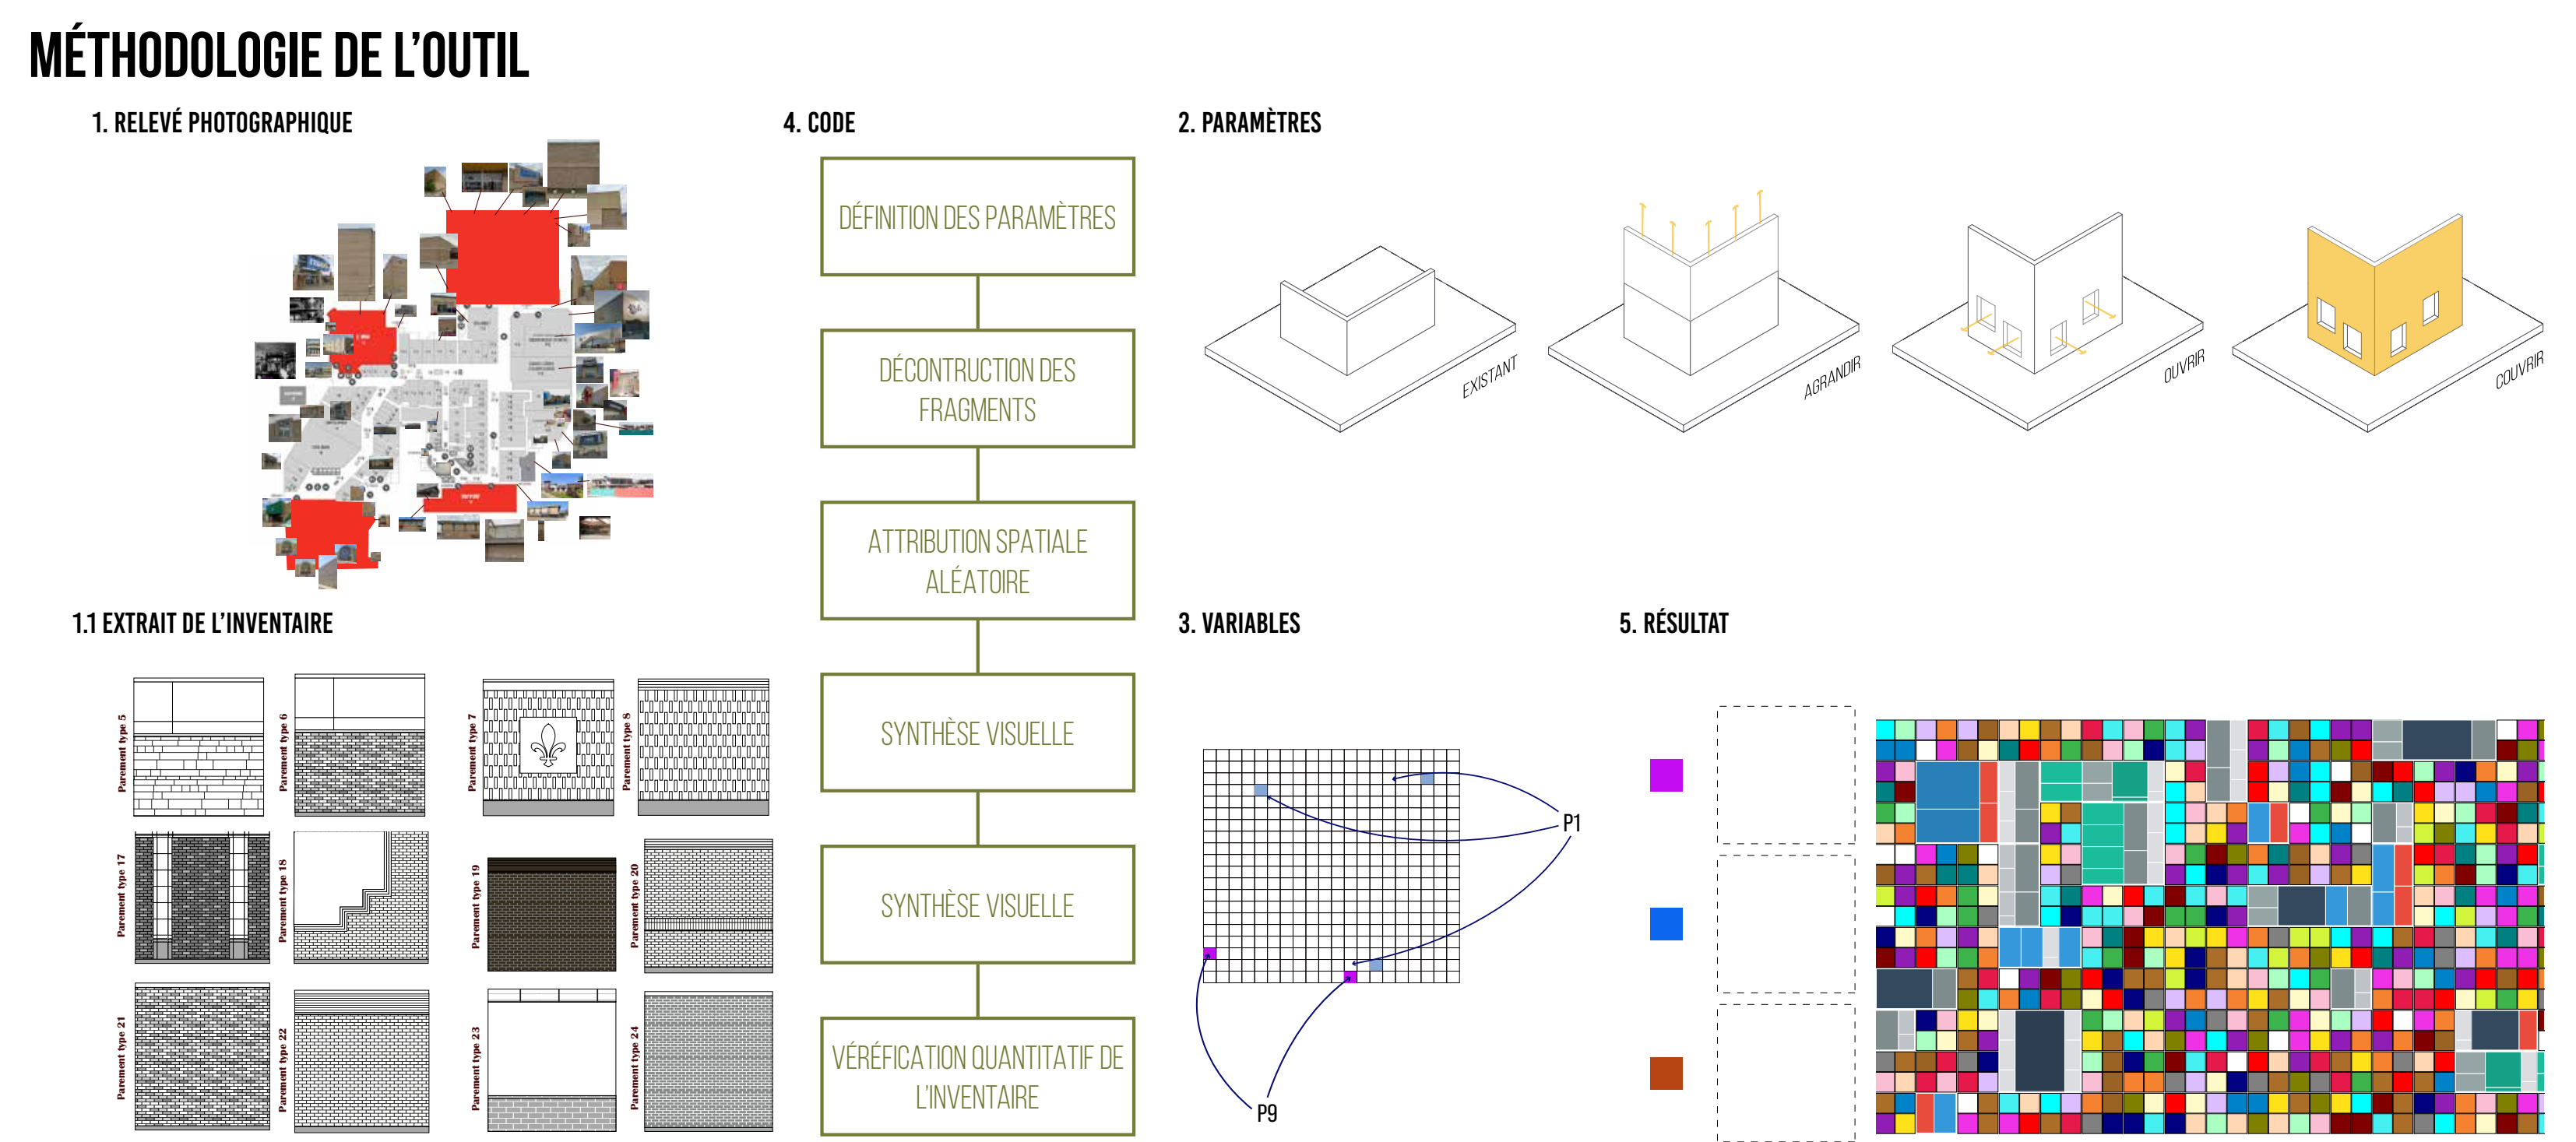 MÉTHODOLOGIE DE L'OUTIL
1. RELEVÉ PHOTOGRAPHIQUE
1.1 EXTRAIT DE L'INVENTAIRE
Parement type 5
Parement type 6
Parement type 7
Parement type 8
Parement type 17
Parement type 18
Parement type 19
Parement type 20
Parement type 21
Parement type 22
Parement type 23
Parement type 24
4. CODE
DÉFINITION DES PARAMÈTRES
DÉCONTRUCTION DES
FRAGMENTS
ATTRIBUTION SPATIALE
ALÉATOIRE
SYNTHÈSE VISUELLE
SYNTHÈSE VISUELLE
VÉRÉFICATION QUANTITATIF DE
L'INVENTAIRE
2. PARAMÈTRES
EXISTANT
AGRANDIR
OUVRIR
COUVRIR
3. VARIABLES
P1
P9
5. RÉSULTAT